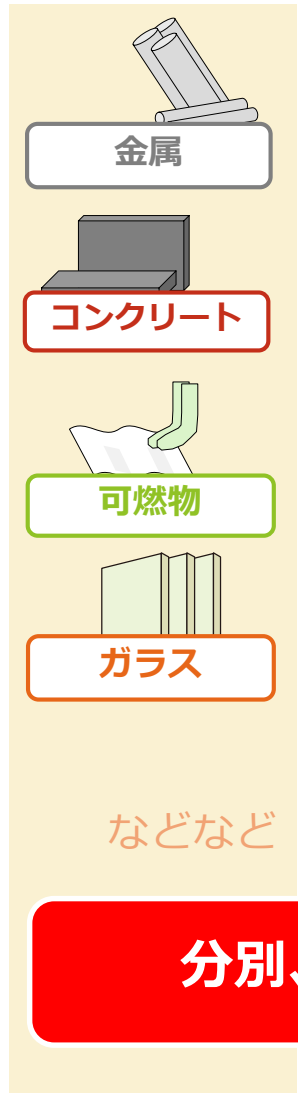 金属
コンクリート
可燃物
ガラス
などなど
分別、